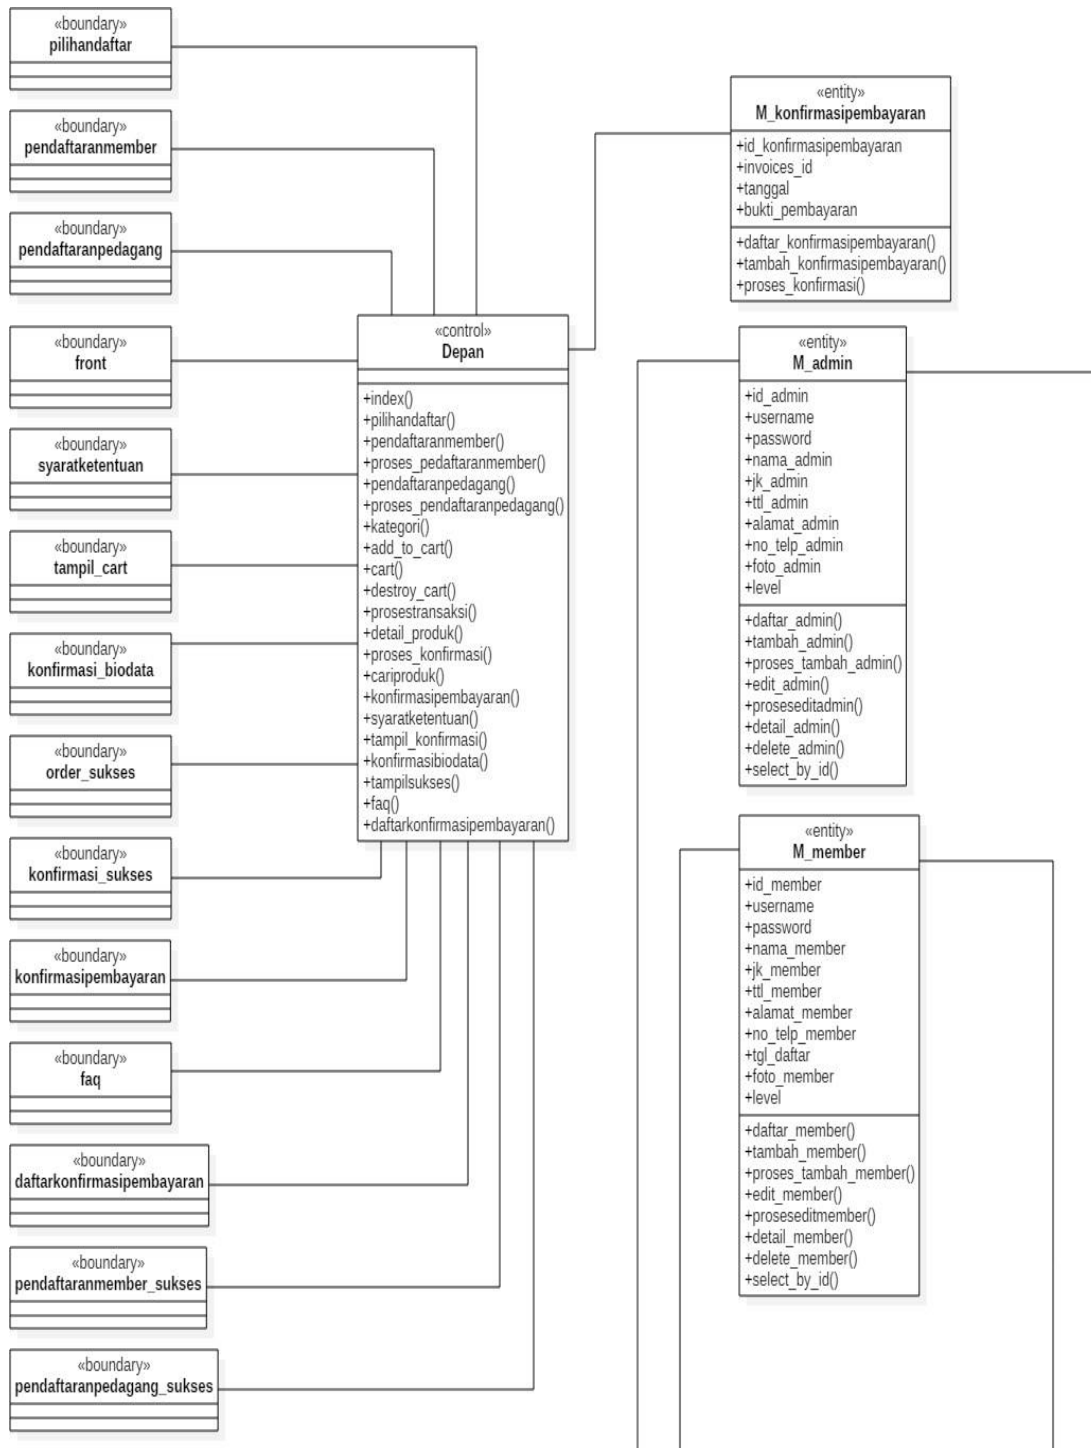 «boundary»
pilihandaftar
«boundary»
pendaftaranmember
«boundary»
pendaftaranpedagang
«boundary»
front
«boundary»
syaratketentuan
«boundary»
tampil_cart
«boundary»
konfirmasi_biodata
«boundary»
order_sukses
«boundary»
konfirmasi_sukses
«boundary»
konfirmasipembayaran
«boundary»
faq
«boundary»
daftarkonfirmasipembayaran
«boundary»
pendaftaranmember_sukses
«boundary»
pendaftaranpedagang_sukses
«control»
Depan
+index()
+pilihandaftar()
+pendaftaranmember()
+proses_pedaftaranmember()
+pendaftaranpedagang()
+proses_pendaftaranpedagang()
+kategori()
+add_to_cart()
+cart()
+destroy_cart()
+prosestransaksi()
+detail_produk()
+proses_konfirmasi()
+cariproduk()
+konfirmasipembayaran()
+syaratketentuan()
+tampil_konfirmasi()
+konfirmasibiodata()
+tampilsukses()
+faq()
+daftarkonfirmasipembayaran()
«entity»
M_konfirmasipembayaran
+id_konfirmasipembayaran
+invoices_id
+tanggal
+bukti_pembayaran
+daftar_konfirmasipembayaran()
+tambah_konfirmasipembayaran()
+proses_konfirmasi()
«entity»
M_admin
+id_admin
+username
+password
+nama_admin
+jk_admin
+ttl_admin
+alamat_admin
+no_telp_admin
+foto_admin
+level
+daftar_admin()
+tambah_admin()
+proses_tambah_admin()
+edit_admin()
+proseseditadmin()
+detail_admin()
+delete_admin()
+select_by_id()
«entity»
M_member
+id_member
+username
+password
+nama_member
+jk_member
+ttl_member
+alamat_member
+no_telp_member
+tgl_daftar
+foto_member
+level
+daftar_member()
+tambah_member()
+proses_tambah_member()
+edit_member()
+proseseditmember()
+detail_member()
+delete_member()
+select_by_id()